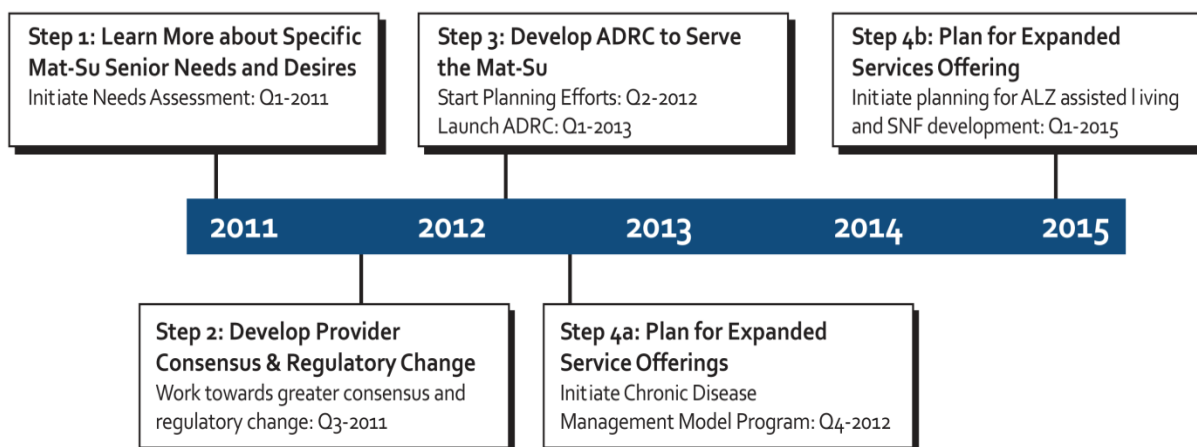 Step 1: Learn More about Specific
Mat-Su Senior Needs and Desires
Initiate Needs Assessment: Q1-2011
Step 3: Develop ADRC to Serve
the Mat-Su
Start Planning Efforts: Q2-2012
Launch ADRC: Q1-2013
Step 4b: Plan for Expanded
Services Offering
Initiate planning for ALZ assisted l iving
and SNF development: Q1-2015
2011 2012 2013 2014 2015
Step 2: Develop Provider
Consensus & Regulatory Change
Work towards greater consensus and
regulatory change: Q3-2011
Step 4a: Plan for Expanded
Service Offerings
Initiate Chronic Disease
Management Model Program: Q4-2012